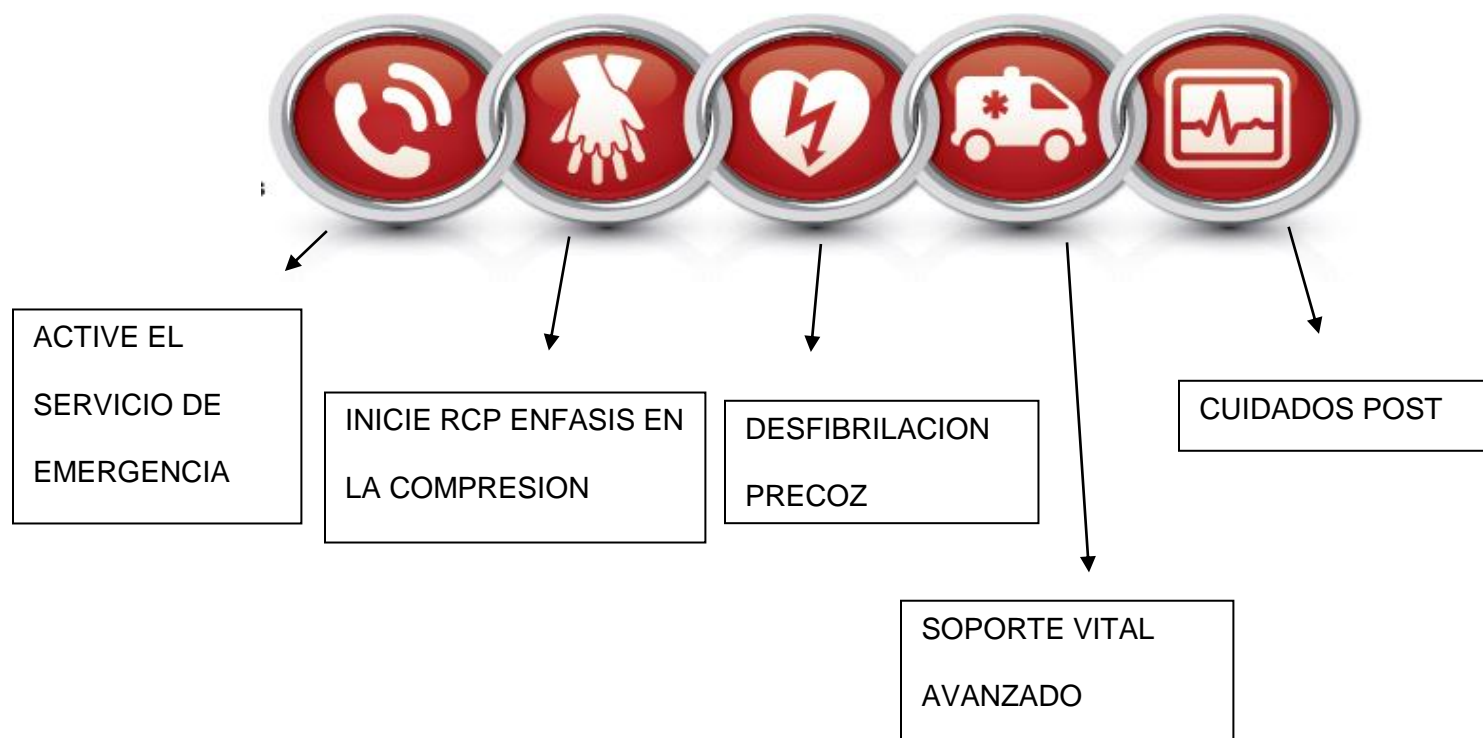 ACTIVE EL
SERVICIO DE
EMERGENCIA
INICIE RCP ENFASIS EN
LA COMPRESION
DESFIBRILACION
PRECOZ
SOPORTE VITAL
AVANZADO
CUIDADOS POST